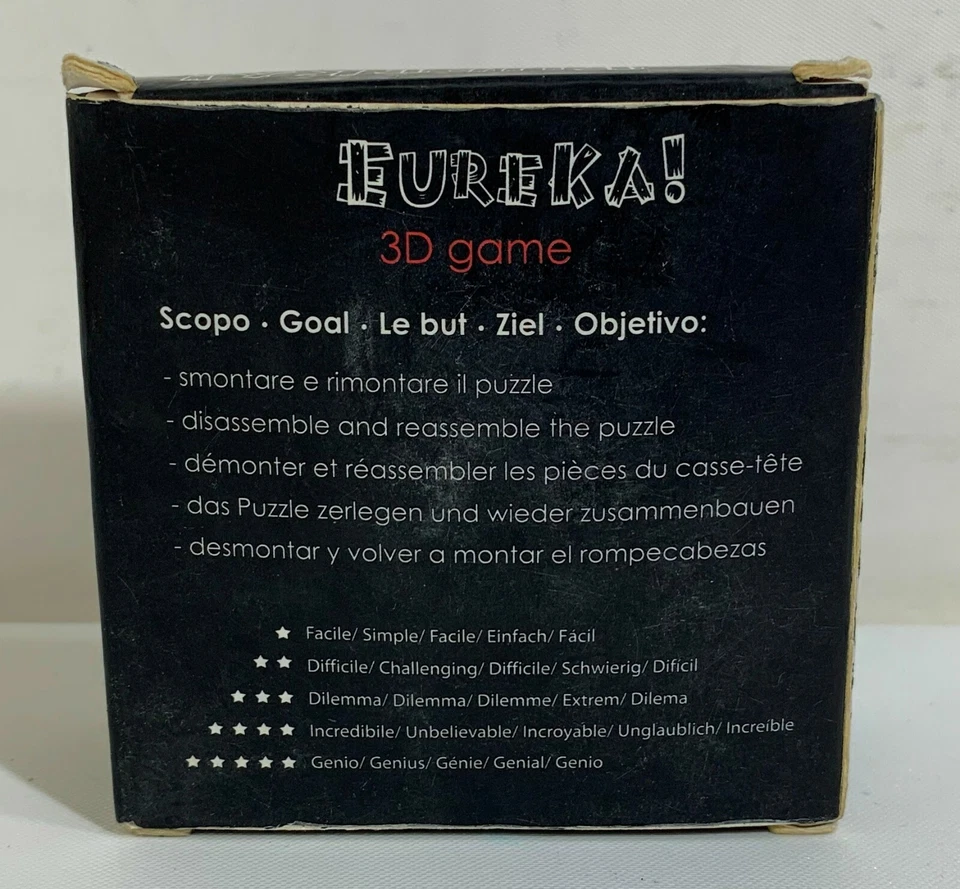 EUREKA!
3D game
Scopo · Goal · Le but · Ziel · Objetivo:
- smontare e rimontare il puzzle
- disassemble and reassemble the puzzle
- démonter et réassembler les pièces du casse-tête
- das Puzzle zerlegen und wieder zusammenbauen
- desmontar y volver a montar el rompecabezas
★ Facile/ Simple/ Facile/ Einfach/ Fácil
★ ★ Difficile/ Challenging/ Difficile/ Schwierig/ Difícil
★ ★ ★ Dilemma/ Dilemma/ Dilemme/ Extrem/ Dilema
★ ★ ★ ★ Incredibile/ Unbelievable/ Incroyable/ Unglaublich/ Increíble
★ ★ ★ ★ ★ Genio/ Genius/ Génie/ Genial/ Genio